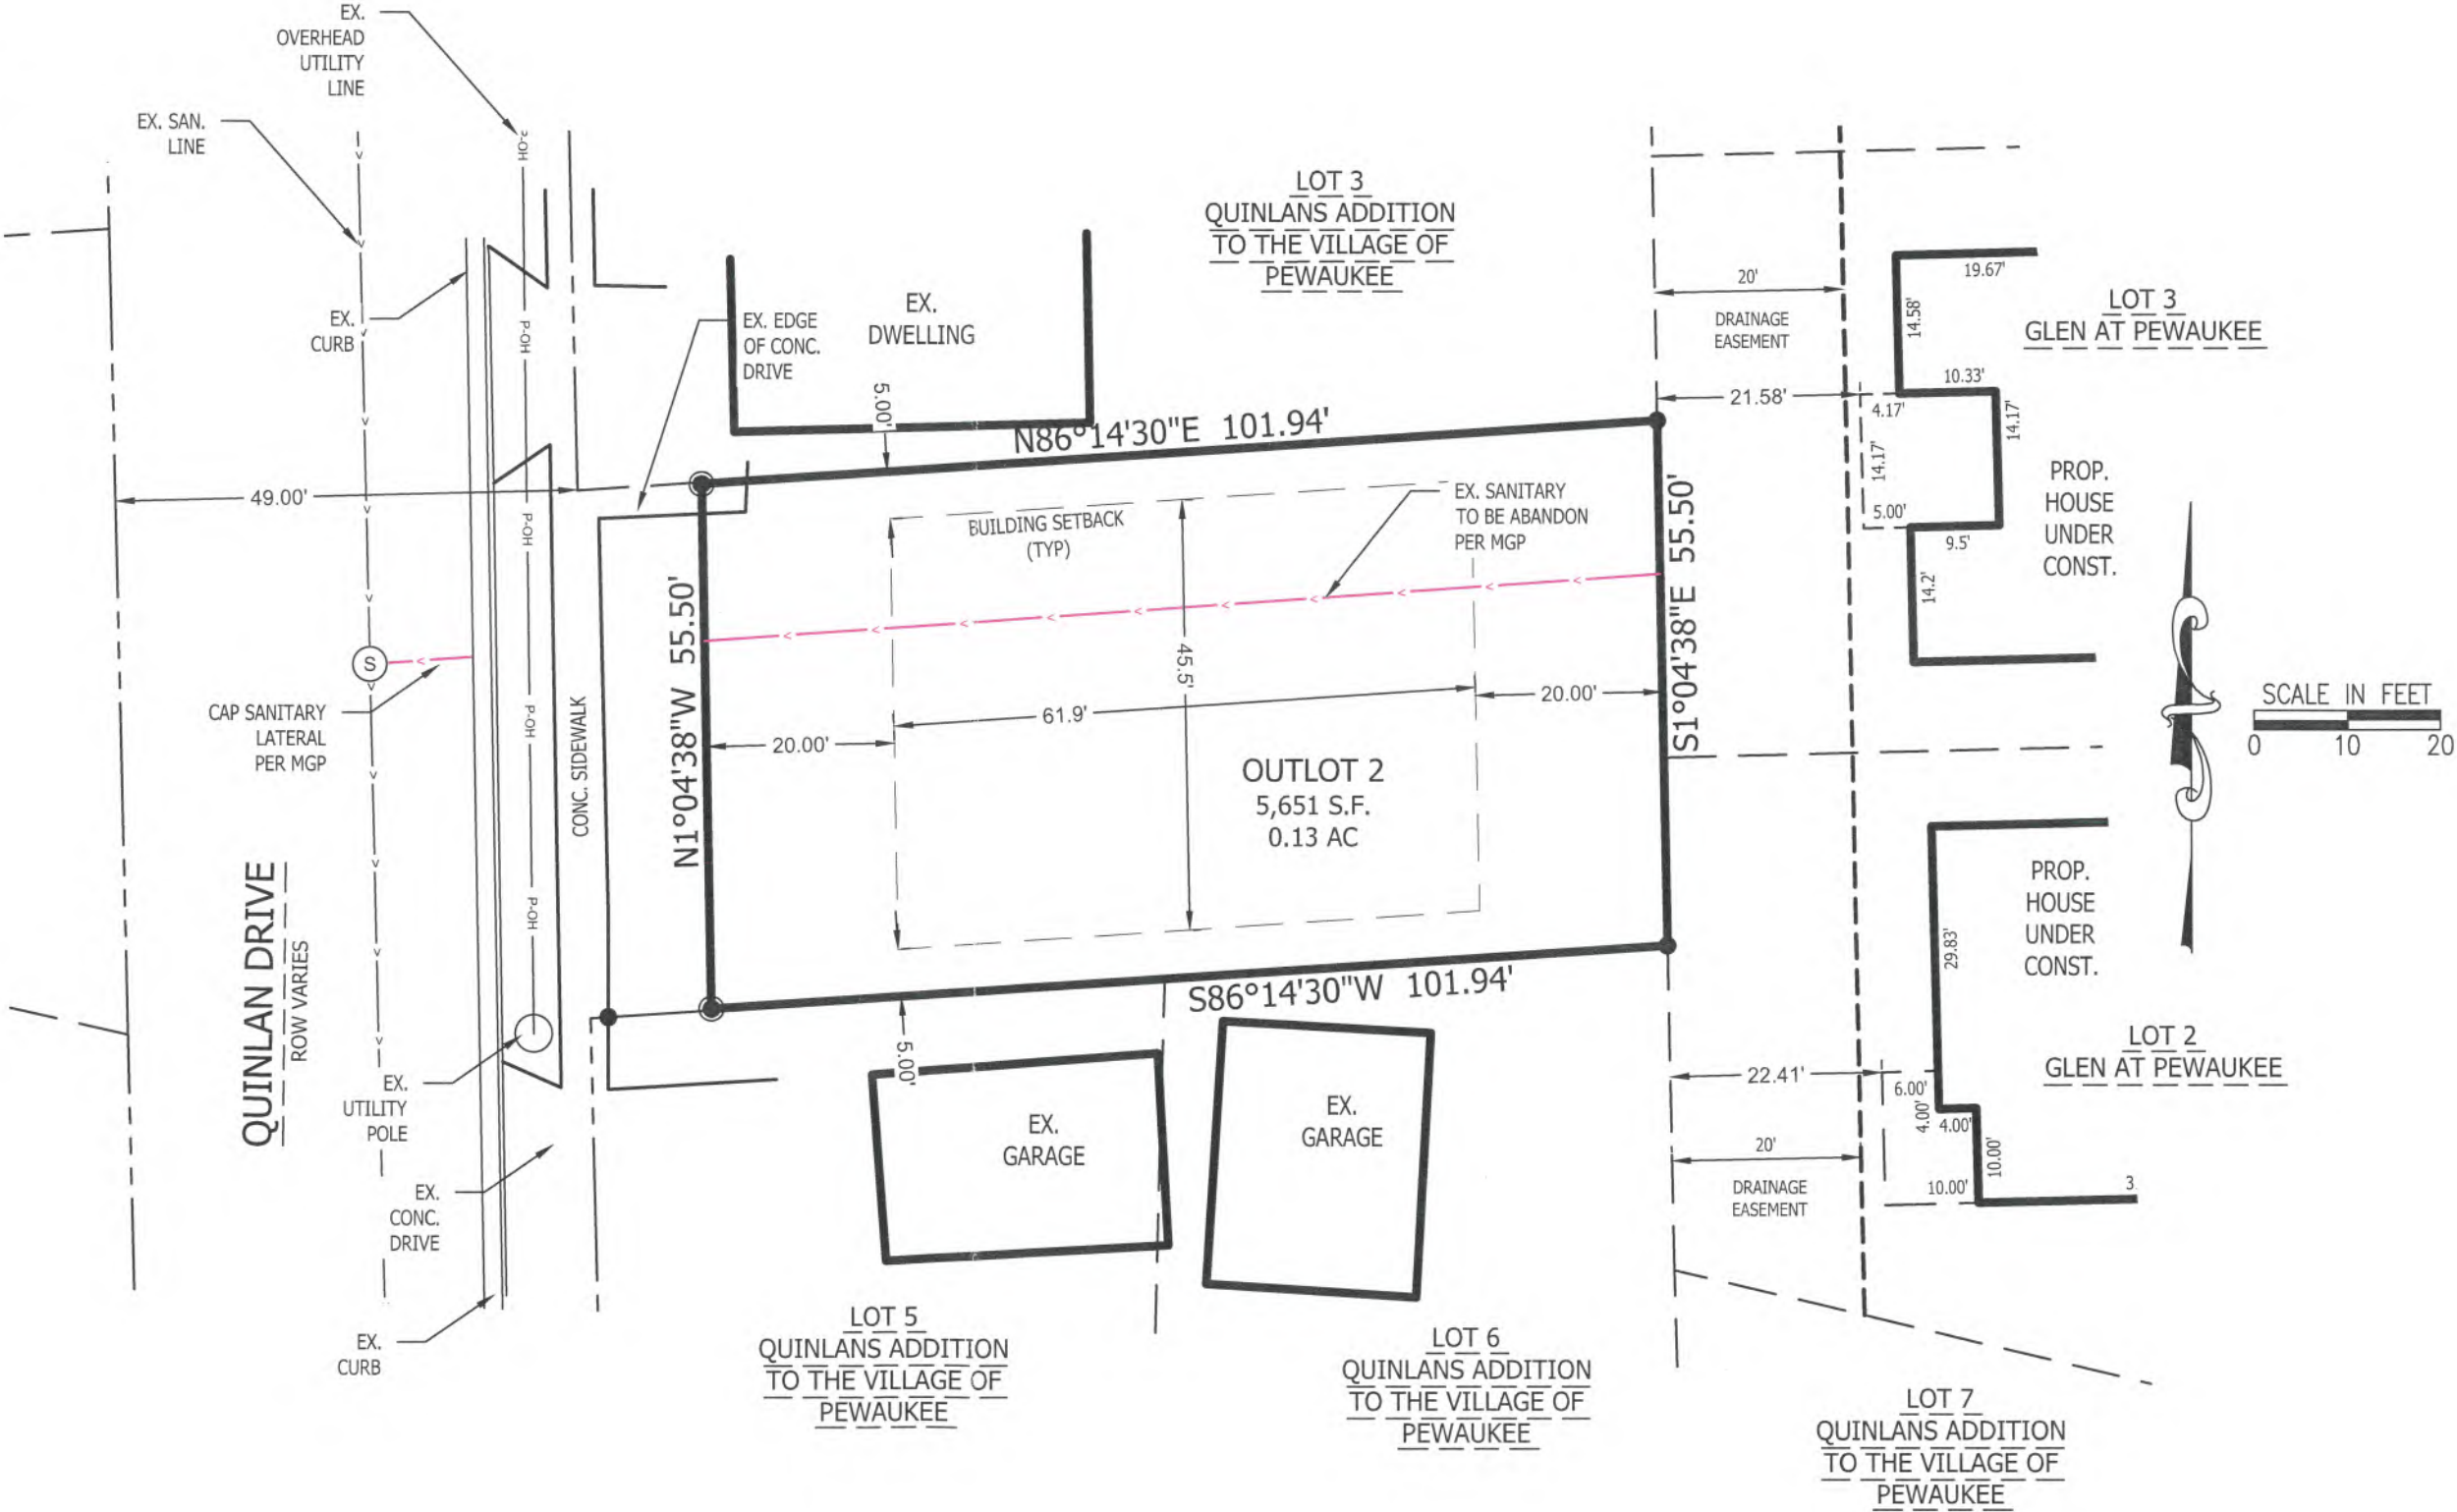 EX.
OVERHEAD
UTILITY
LINE
EX. SAN.
LINE
EX.
CURB
P-OH
P-OH
P-OH
P-OH
P-OH
49.00'
CAP SANITARY
LATERAL
PER MGP
S
QUINLAN DRIVE
ROW VARIES
CONC. SIDEWALK
EX.
UTILITY
POLE
EX.
CONC.
DRIVE
EX.
CURB
EX. EDGE
OF CONC.
DRIVE
EX.
DWELLING
5.00'
LOT 3
QUINLANS ADDITION
TO THE VILLAGE OF
PEWAUKEE
N86°14'30"E 101.94'
BUILDING SETBACK
(TYP)
EX. SANITARY
TO BE ABANDON
PER MGP
N1°04'38"W 55.50'
S1°04'38"E 55.50'
45.5'
61.9'
20.00'
20.00'
OUTLOT 2
5,651 S.F.
0.13 AC
S86°14'30"W 101.94'
5.00'
EX.
GARAGE
EX.
GARAGE
LOT 5
QUINLANS ADDITION
TO THE VILLAGE OF
PEWAUKEE
LOT 6
QUINLANS ADDITION
TO THE VILLAGE OF
PEWAUKEE
LOT 7
QUINLANS ADDITION
TO THE VILLAGE OF
PEWAUKEE
20'
DRAINAGE
EASEMENT
21.58'
19.67'
14.58'
10.33'
4.17'
14.17'
14.17'
5.00'
9.5'
14.2'
LOT 3
GLEN AT PEWAUKEE
PROP.
HOUSE
UNDER
CONST.
SCALE IN FEET
0 10 20
PROP.
HOUSE
UNDER
CONST.
29.83'
LOT 2
GLEN AT PEWAUKEE
22.41'
6.00'
4.00'
4.00'
10.00'
10.00'
3
20'
DRAINAGE
EASEMENT